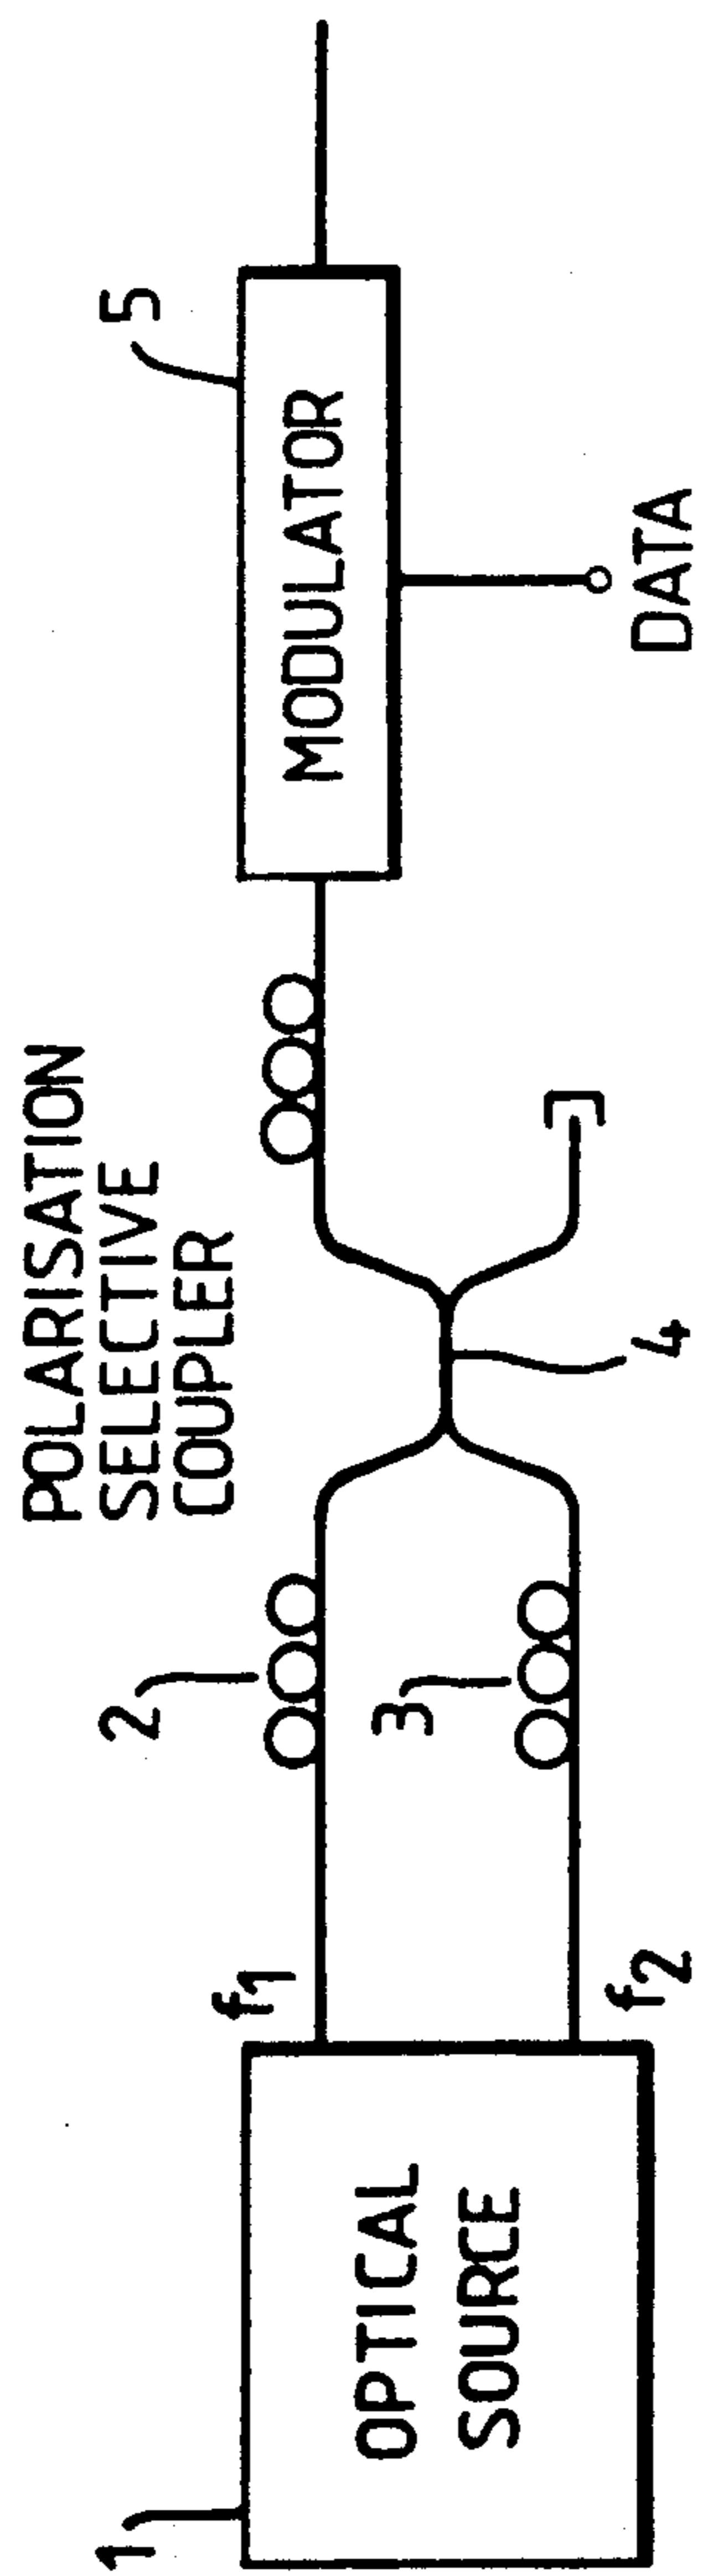 1
OPTICAL
SOURCE
f1
f2
2
3
POLARISATION
SELECTIVE
COUPLER
4
MODULATOR
5
DATA